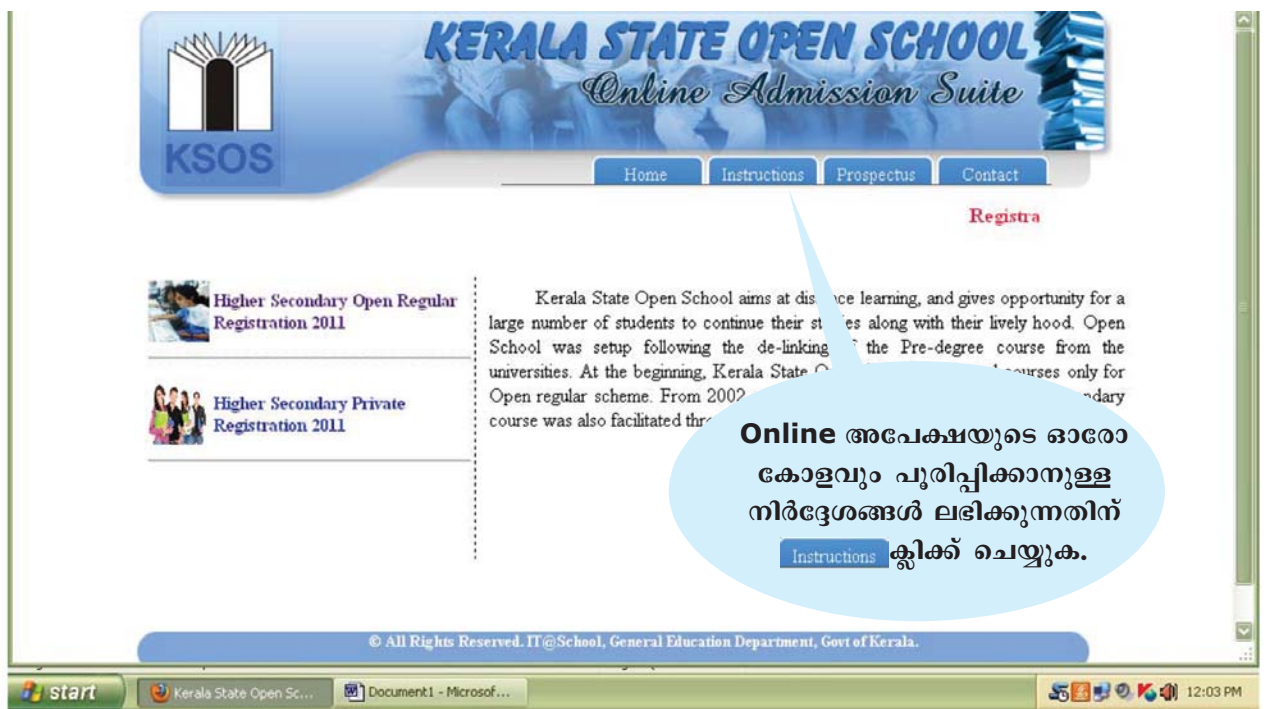 KERALA STATE OPEN SCHOOL
Online Admission Suite
KSOS
Home Instructions Prospectus Contact
Registra
Higher Secondary Open Regular
Registration 2011
Higher Secondary Private
Registration 2011
Kerala State Open School aims at dis ce learning, and gives opportunity for a
large number of students to continue their st es along with their lively hood. Open
School was setup following the de-linking the Pre-degree course from the
universities. At the beginning, Kerala State courses only for
Open regular scheme. From 2002 ndary
course was also facilitated thr
Online അപേക്ഷയുടെ ഓരോ
കോളവും പൂരിപ്പിക്കാനുള്ള
നിർദ്ദേശങ്ങൾ ലഭിക്കുന്നതിന്
Instructions ക്ലിക്ക് ചെയ്യുക.
© All Rights Reserved. IT@School, General Education Department, Govt of Kerala.
start Kerala State Open Sc... Document1 - Microsof... 12:03 PM